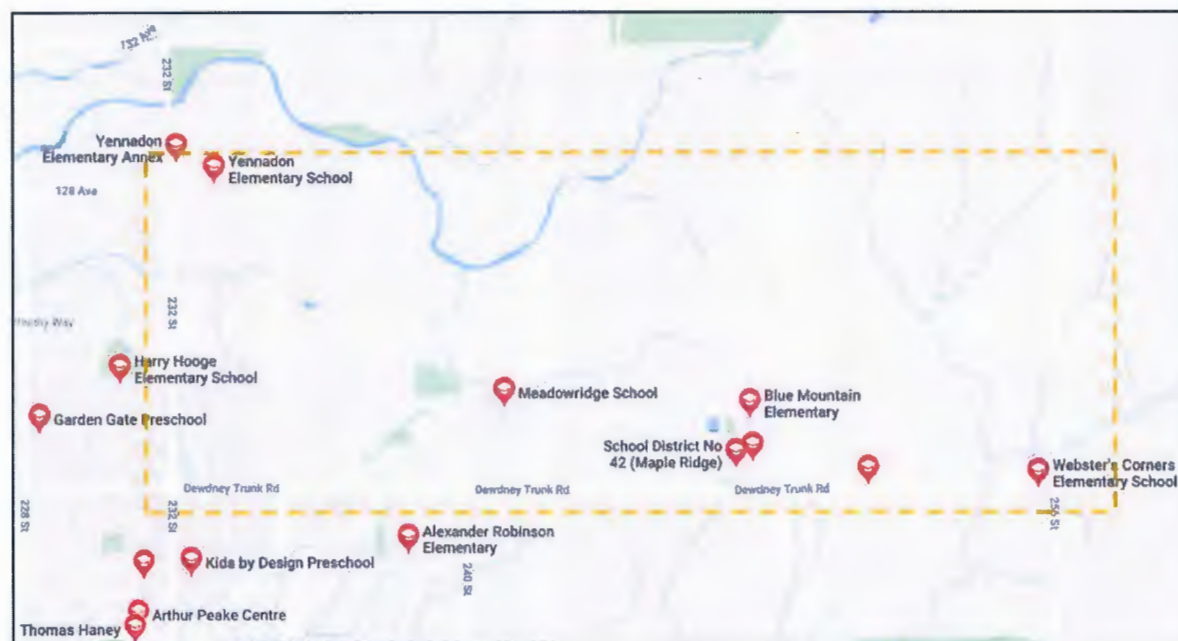 132 Ave
232 St
Yennadon
Elementary Annex
Yennadon
Elementary School
128 Ave
232 St
Harry Hooge
Elementary School
Garden Gate Preschool
Meadowridge School
Blue Mountain
Elementary
School District No
42 (Maple Ridge)
Webster's Corners
Elementary School
Dewdney Trunk Rd
Dewdney Trunk Rd
Dewdney Trunk Rd
228 St
232 St
256 St
Alexander Robinson
Elementary
Kids by Design Preschool
240 St
Arthur Peake Centre
Thomas Haney